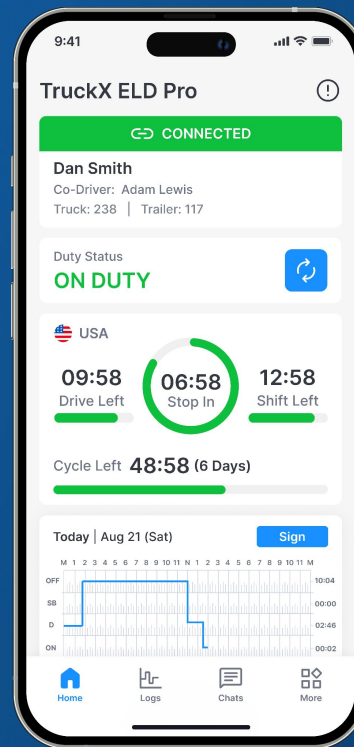 9:41
TruckX ELD Pro
CONNECTED
Dan Smith
Co-Driver: Adam Lewis
Truck: 238 | Trailer: 117
Duty Status
ON DUTY
USA
09:58
Drive Left
06:58
Stop In
12:58
Shift Left
Cycle Left 48:58 (6 Days)
Today | Aug 21 (Sat)
Sign
M 1 2 3 4 5 6 7 8 9 10 11 N 1 2 3 4 5 6 7 8 9 10 11 M
OFF 10:04
SB 00:00
D 02:46
ON 00:02
Home
Logs
Chats
More